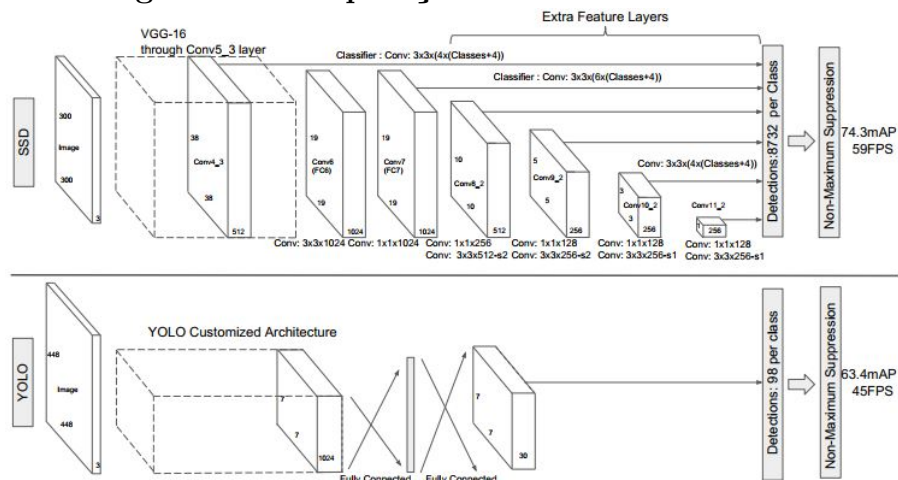 Extra Feature Layers
VGG-16
through Conv5_3 layer
Classifier : Conv: 3x3x(4x(Classes+4))
Classifier : Conv: 3x3x(6x(Classes+4))
SSD
300
Image
300
3
38
Conv4_3
38
512
19
Conv6
(FC6)
19
1024
19
Conv7
(FC7)
19
1024
10
Conv8_2
10
512
5
Conv9_2
5
256
Conv: 3x3x(4x(Classes+4))
3
Conv10_2
3
256
Conv11_2
1
256
Conv: 3x3x1024
Conv: 1x1x1024
Conv: 1x1x256
Conv: 3x3x512-s2
Conv: 1x1x128
Conv: 3x3x256-s2
Conv: 1x1x128
Conv: 3x3x256-s1
Conv: 1x1x128
Conv: 3x3x256-s1
Detections:8732 per Class
Non-Maximum Suppression
74.3mAP
59FPS
YOLO
448
Image
448
3
YOLO Customized Architecture
7
7
1024
Fully Connected
Fully Connected
7
7
30
Detections: 98 per class
Non-Maximum Suppression
63.4mAP
45FPS